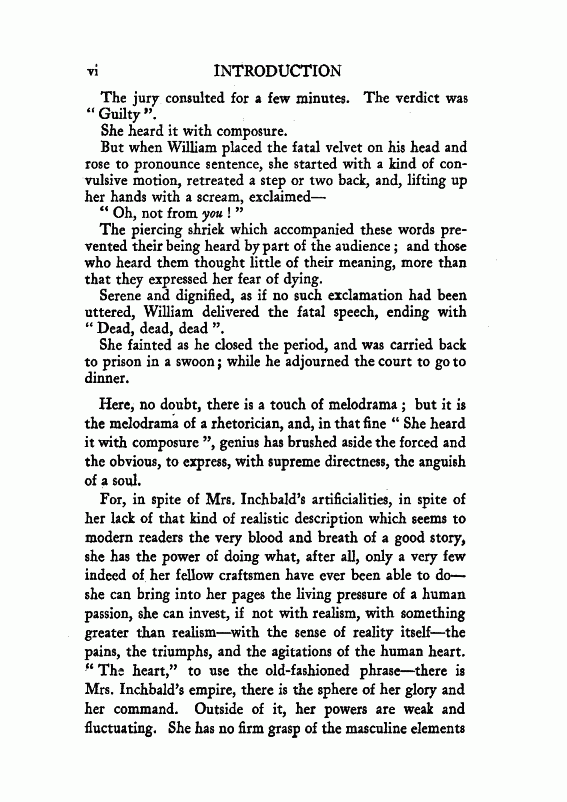 vi INTRODUCTION
The jury consulted for a few minutes. The verdict was
“ Guilty ”.
She heard it with composure.
But when William placed the fatal velvet on his head and
rose to pronounce sentence, she started with a kind of con-
vulsive motion, retreated a step or two back, and, lifting up
her hands with a scream, exclaimed—
“ Oh, not from you ! ”
The piercing shriek which accompanied these words pre-
vented their being heard by part of the audience ; and those
who heard them thought little of their meaning, more than
that they expressed her fear of dying.
Serene and dignified, as if no such exclamation had been
uttered, William delivered the fatal speech, ending with
“ Dead, dead, dead ”.
She fainted as he closed the period, and was carried back
to prison in a swoon ; while he adjourned the court to go to
dinner.
Here, no doubt, there is a touch of melodrama ; but it is
the melodrama of a rhetorician, and, in that fine “ She heard
it with composure ”, genius has brushed aside the forced and
the obvious, to express, with supreme directness, the anguish
of a soul.
For, in spite of Mrs. Inchbald’s artificialities, in spite of
her lack of that kind of realistic description which seems to
modern readers the very blood and breath of a good story,
she has the power of doing what, after all, only a very few
indeed of her fellow craftsmen have ever been able to do—
she can bring into her pages the living pressure of a human
passion, she can invest, if not with realism, with something
greater than realism—with the sense of reality itself—the
pains, the triumphs, and the agitations of the human heart.
“ The heart,” to use the old-fashioned phrase—there is
Mrs. Inchbald’s empire, there is the sphere of her glory and
her command. Outside of it, her powers are weak and
fluctuating. She has no firm grasp of the masculine elements